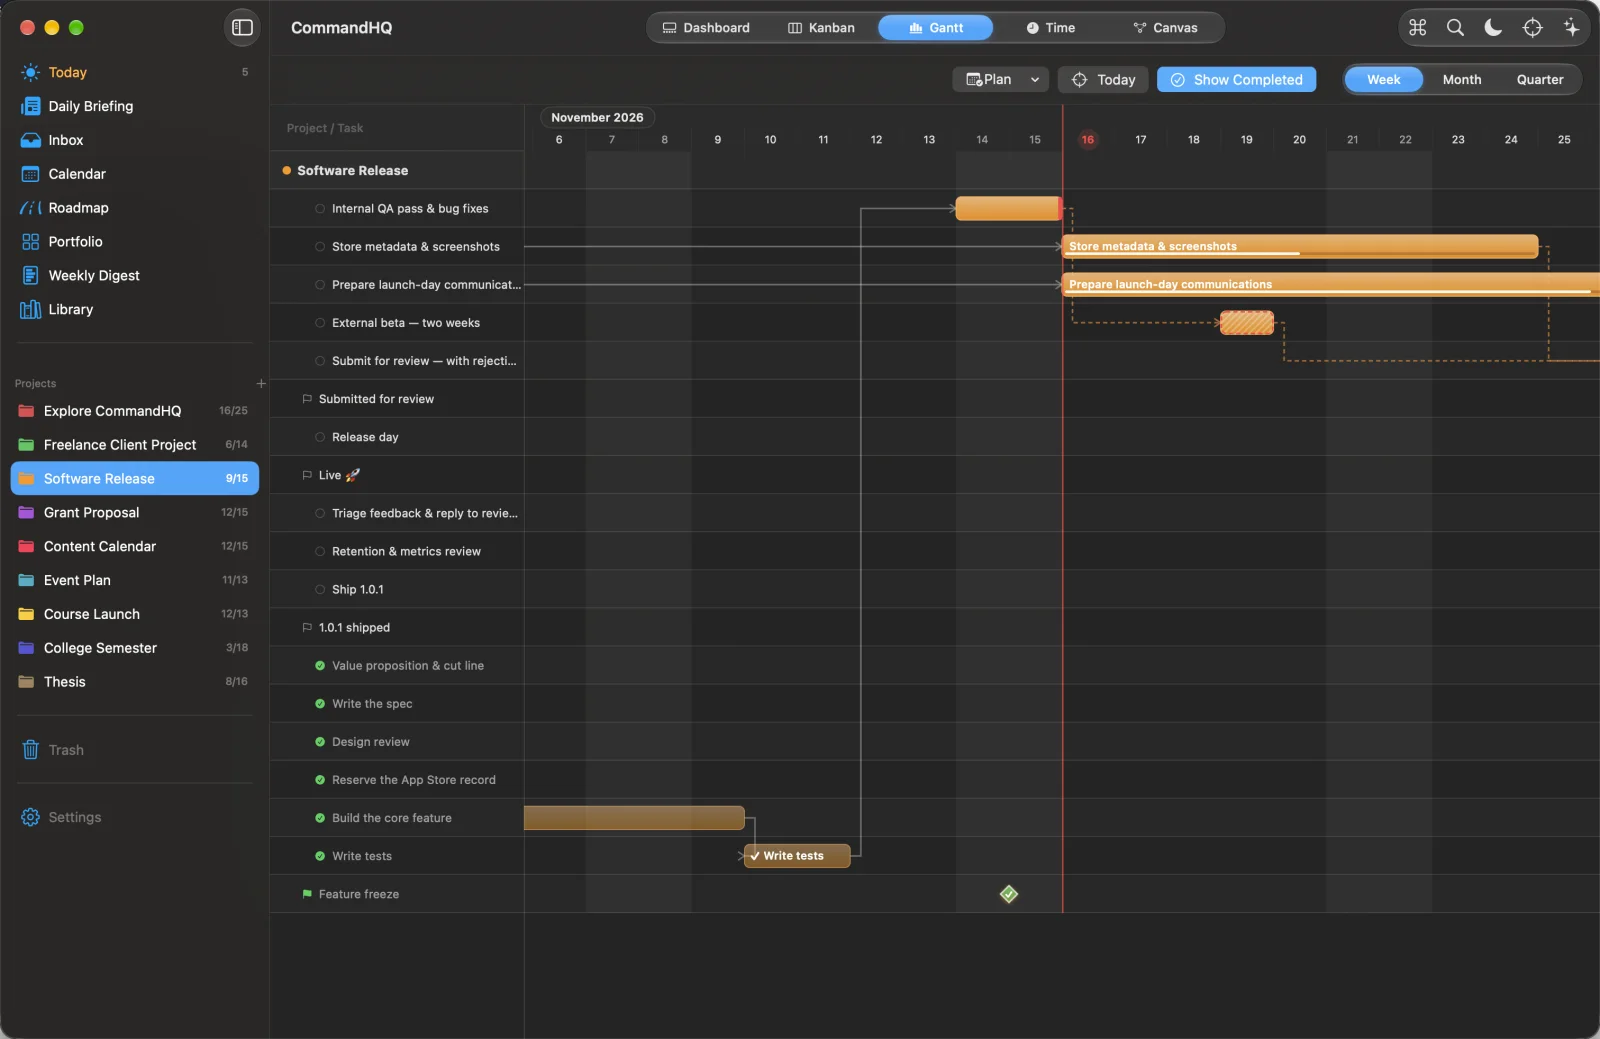 CommandHQ
Dashboard
Kanban
Gantt
Time
Canvas
Plan
Today
Show Completed
Week
Month
Quarter
Today 5
Daily Briefing
Inbox
Calendar
Roadmap
Portfolio
Weekly Digest
Library
Projects +
Explore CommandHQ 16/25
Freelance Client Project 6/14
Software Release 9/15
Grant Proposal 12/15
Content Calendar 12/15
Event Plan 11/13
Course Launch 12/13
College Semester 3/18
Thesis 8/16
Trash
Settings
Project / Task
November 2026
6 7 8 9 10 11 12 13 14 15 16 17 18 19 20 21 22 23 24 25
Software Release
Internal QA pass & bug fixes
Store metadata & screenshots
Store metadata & screenshots
Prepare launch-day communicat...
Prepare launch-day communications
External beta — two weeks
Submit for review — with rejecti...
Submitted for review
Release day
Live 🚀
Triage feedback & reply to revie...
Retention & metrics review
Ship 1.0.1
1.0.1 shipped
Value proposition & cut line
Write the spec
Design review
Reserve the App Store record
Build the core feature
Write tests
✓ Write tests
Feature freeze